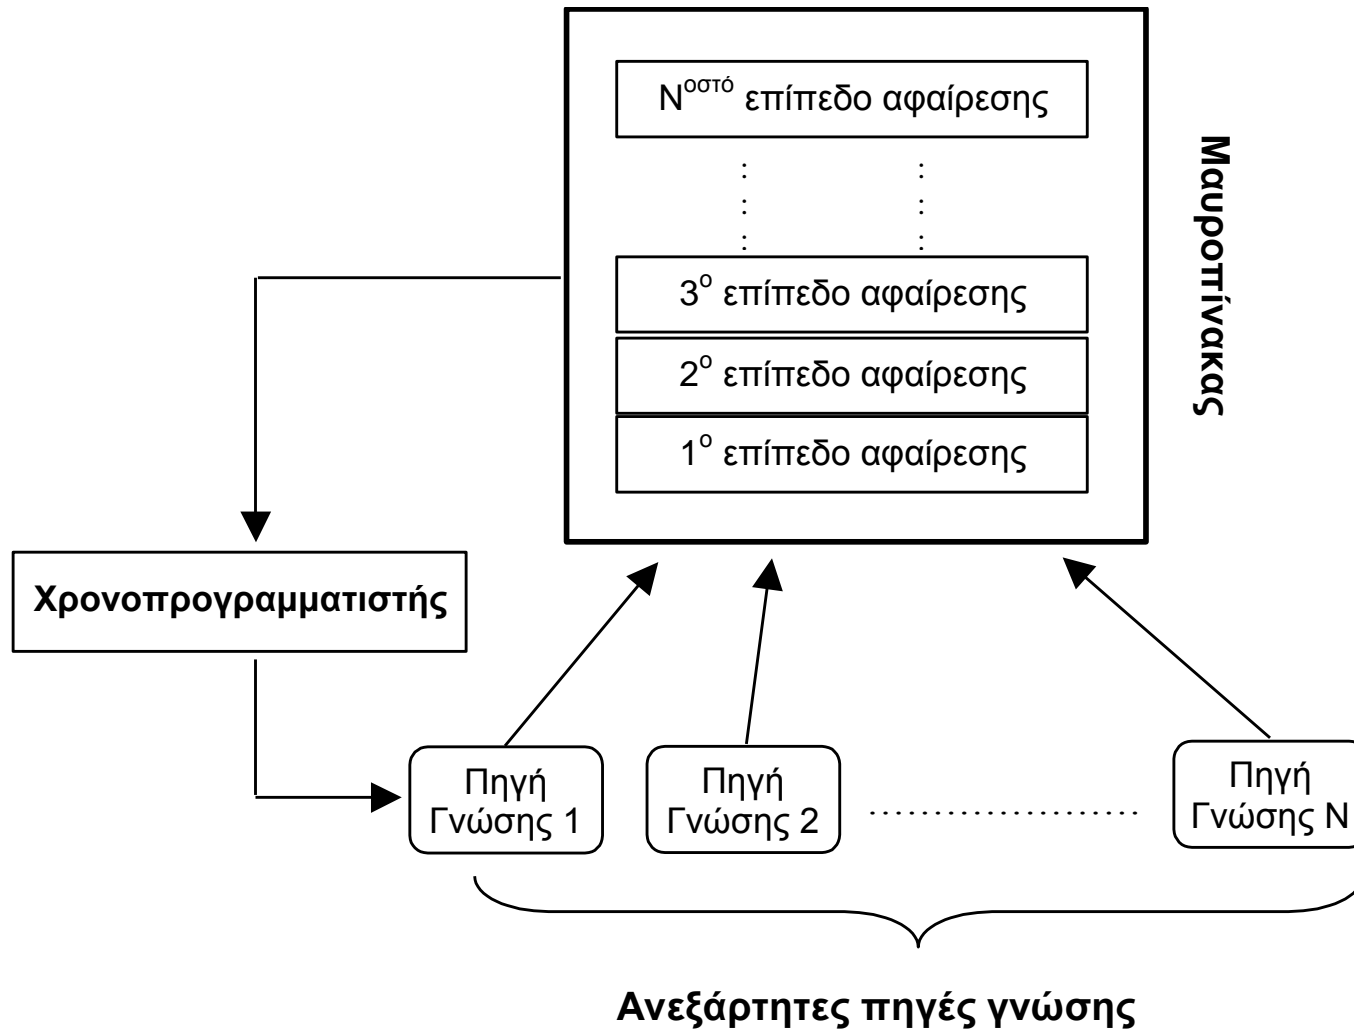 Νοστό επίπεδο αφαίρεσης
3ο επίπεδο αφαίρεσης
2ο επίπεδο αφαίρεσης
1ο επίπεδο αφαίρεσης
Μαυροπίνακας
Χρονοπρογραμματιστής
Πηγή
Γνώσης 1
Πηγή
Γνώσης 2
Πηγή
Γνώσης Ν
Ανεξάρτητες πηγές γνώσης